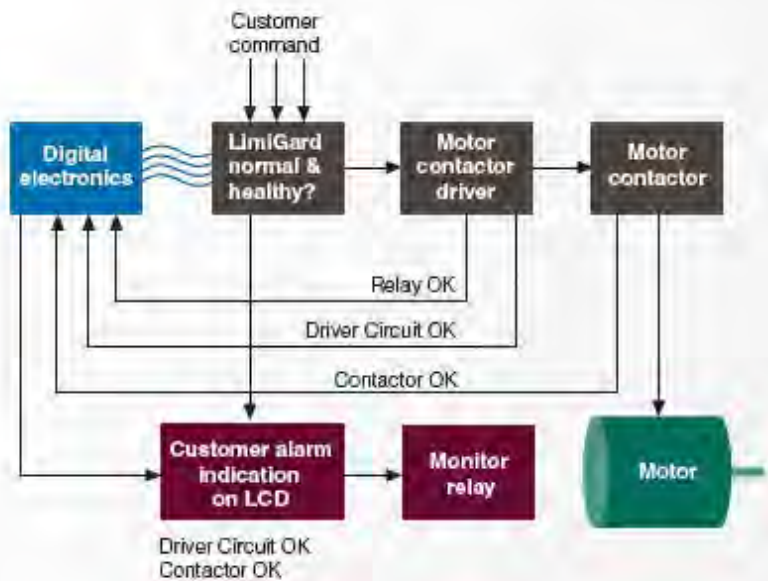 Customer
command
Digital
electronics
LimiGard
normal &
healthy?
Motor
contactor
driver
Motor
contactor
Relay OK
Driver Circuit OK
Contactor OK
Customer alarm
indication
on LCD
Monitor
relay
Motor
Driver Circuit OK
Contactor OK